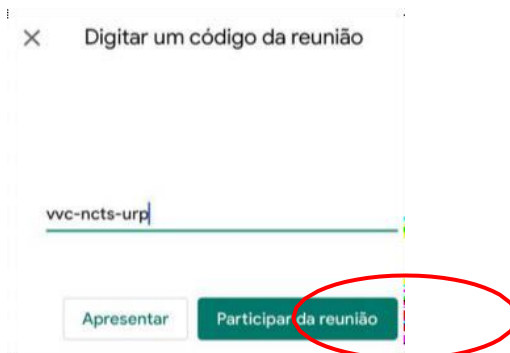 Digitar um código da reunião
vvc-ncts-urp
Apresentar
Participar da reunião